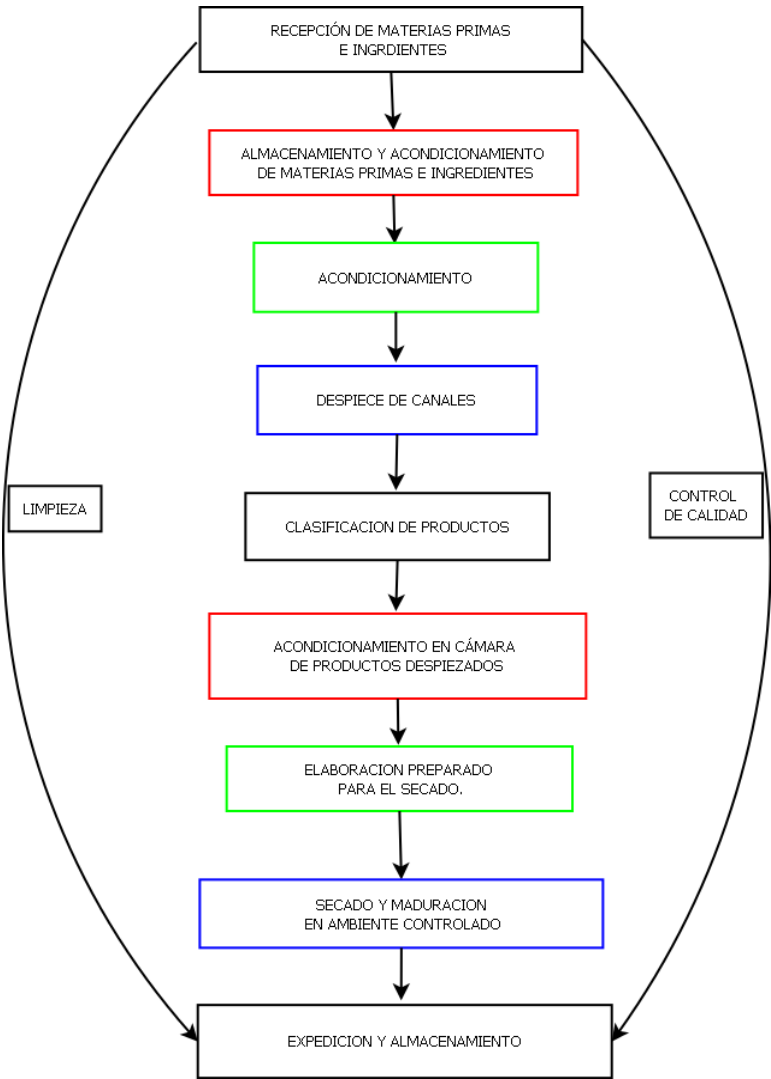 RECEPCIÓN DE MATERIAS PRIMAS
E INGRDIENTES
ALMACENAMIENTO Y ACONDICIONAMIENTO
DE MATERIAS PRIMAS E INGREDIENTES
ACONDICIONAMIENTO
DESPIECE DE CANALES
LIMPIEZA
CONTROL
DE CALIDAD
CLASIFICACION DE PRODUCTOS
ACONDICIONAMIENTO EN CÁMARA
DE PRODUCTOS DESPIEZADOS
ELABORACION PREPARADO
PARA EL SECADO.
SECADO Y MADURACION
EN AMBIENTE CONTROLADO
EXPEDICION Y ALMACENAMIENTO